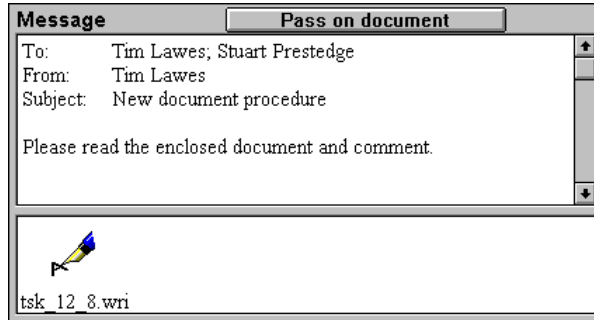 Message Pass on document
To: Tim Lawes; Stuart Prestedge
From: Tim Lawes
Subject: New document procedure
Please read the enclosed document and comment.
tsk_12_8.wri